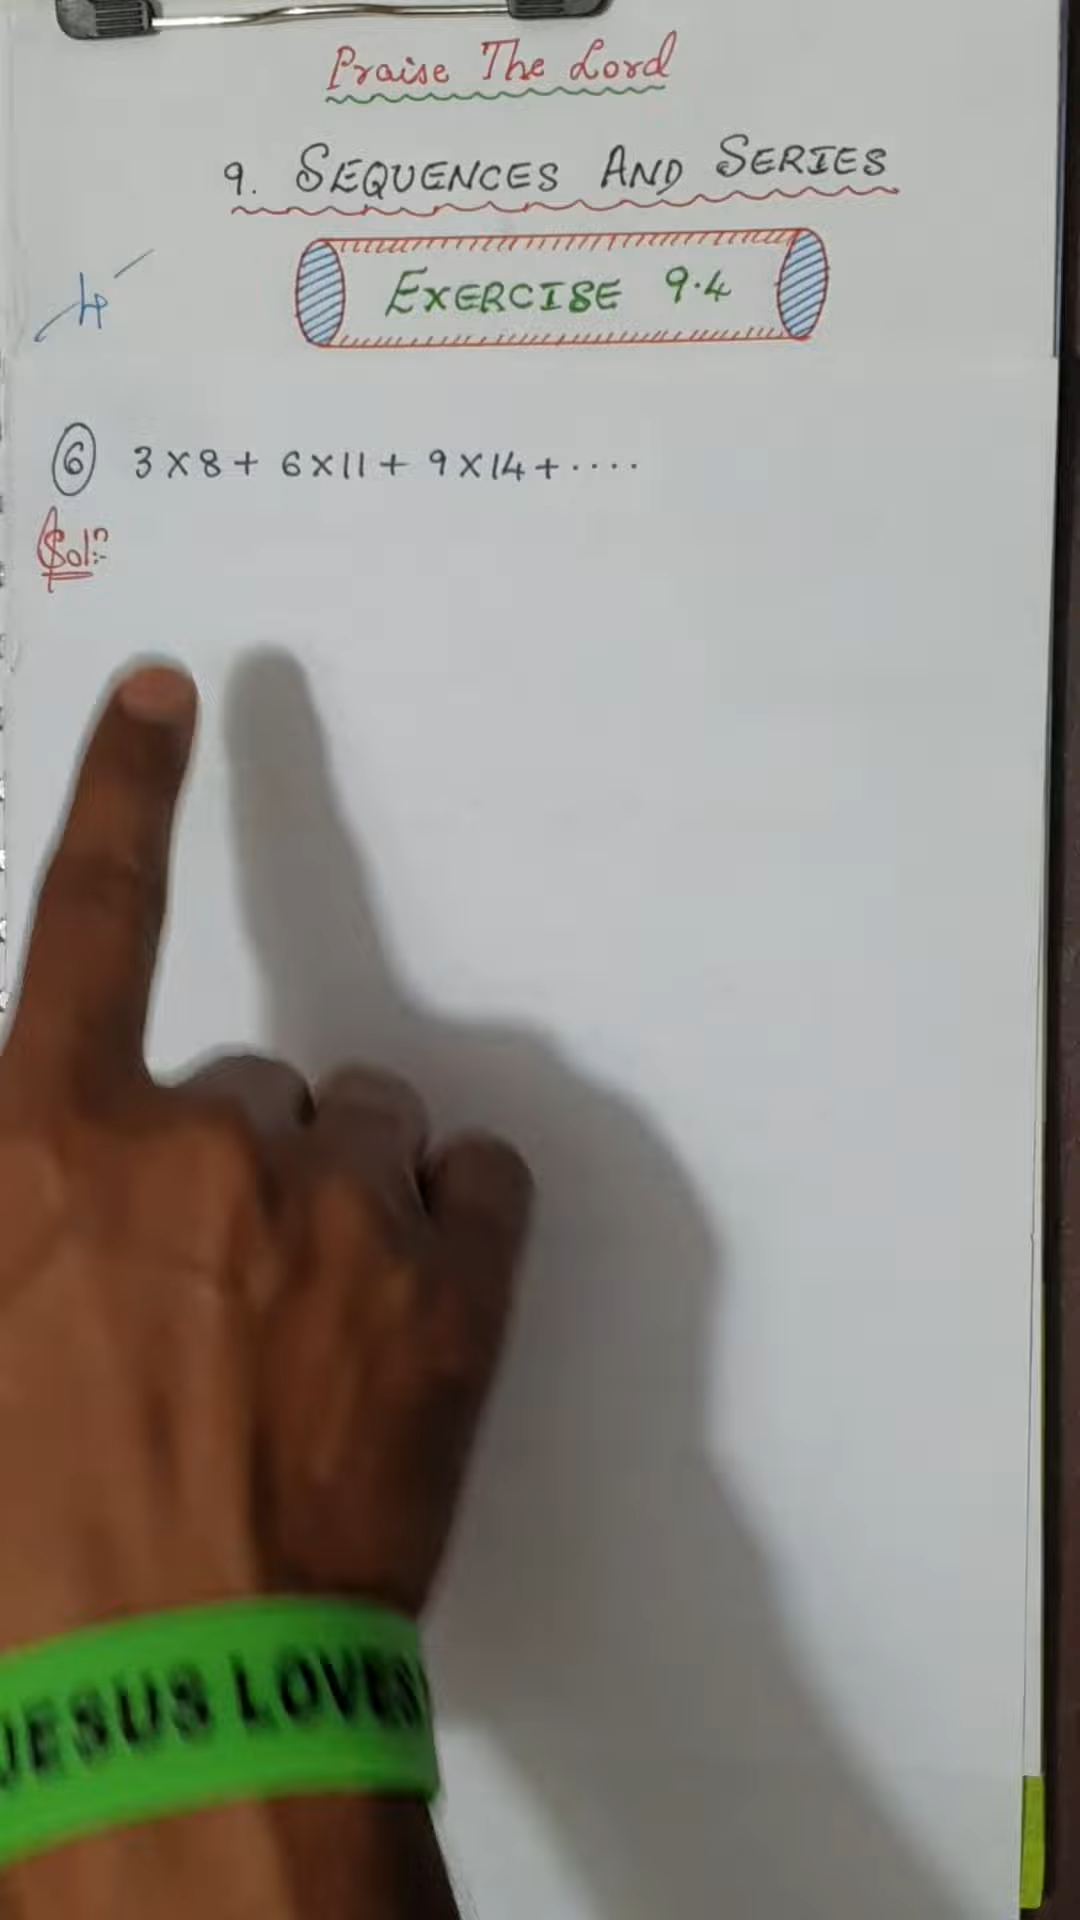 Praise The Lord
9. SEQUENCES AND SERIES
EXERCISE 9.4
6 3×8 + 6×11 + 9×14 + ....
Sol:
JESUS LOVES